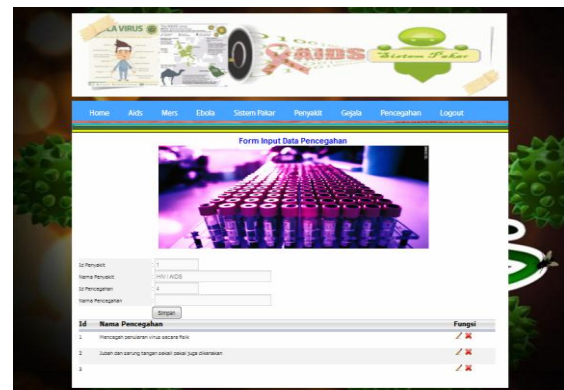 CA VIRUS
AIDS
Sistem Pakar
Home Aids Mers Ebola Sistem Pakar Penyakit Gejala Pencegahan Logout
Form Input Data Pencegahan
Id Penyakit 1
Nama Penyakit HIV / AIDS
Id Pencegahan 4
Nama Pencegahan
Simpan
Id Nama Pencegahan Fungsi
1 Mencegah penularan virus secara fisik
2 Jubah dan sarung tangan sekali pakai juga dikenakan
3